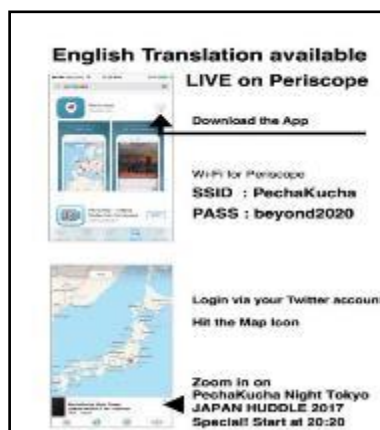 English Translation available
LIVE on Periscope
Download the App
Wi-Fi for Periscope
SSID : PechaKucha
PASS : beyond2020
Login via your Twitter account
Hit the Map Icon
Zoom in on
PechaKucha Night Tokyo
JAPAN HUDDLE 2017
Special! Start at 20:20